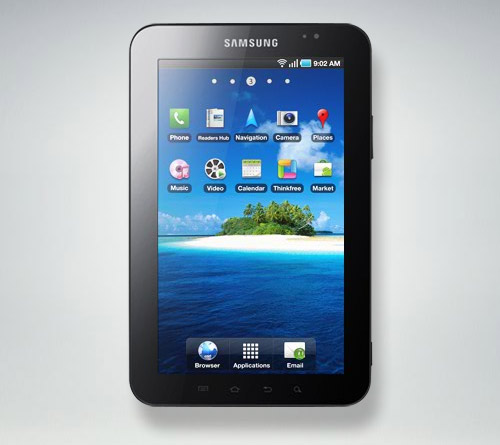 SAMSUNG
9:02 AM
3
Phone Readers Hub Navigation Camera Places
Music Video Calendar Thinkfree Market
Browser Applications Email